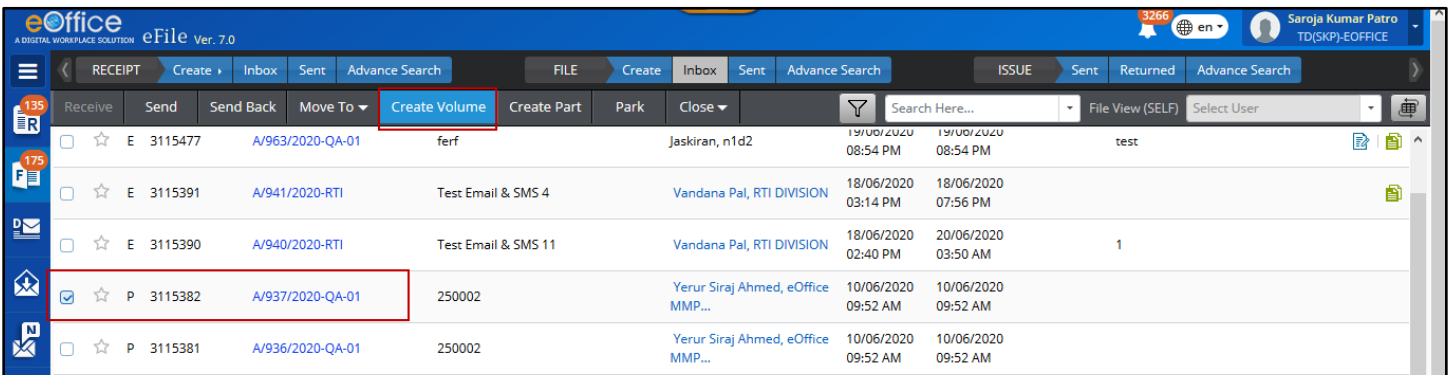 eOffice
A DIGITAL WORKPLACE SOLUTION eFile Ver. 7.0
3266 en Saroja Kumar Patro
TD(SKP)-EOFFICE
RECEIPT Create Inbox Sent Advance Search FILE Create Inbox Sent Advance Search ISSUE Sent Returned Advance Search
135 R Receive Send Send Back Move To Create Volume Create Part Park Close Search Here... File View (SELF) Select User
E 3115477 A/963/2020-QA-01 ferf Jaskiran, n1d2 19/06/2020 08:54 PM 19/06/2020 08:54 PM test
175 F
E 3115391 A/941/2020-RTI Test Email & SMS 4 Vandana Pal, RTI DIVISION 18/06/2020 03:14 PM 18/06/2020 07:56 PM
D
E 3115390 A/940/2020-RTI Test Email & SMS 11 Vandana Pal, RTI DIVISION 18/06/2020 02:40 PM 20/06/2020 03:50 AM 1
P 3115382 A/937/2020-QA-01 250002 Yerur Siraj Ahmed, eOffice MMP... 10/06/2020 09:52 AM 10/06/2020 09:52 AM
N
P 3115381 A/936/2020-QA-01 250002 Yerur Siraj Ahmed, eOffice MMP... 10/06/2020 09:52 AM 10/06/2020 09:52 AM